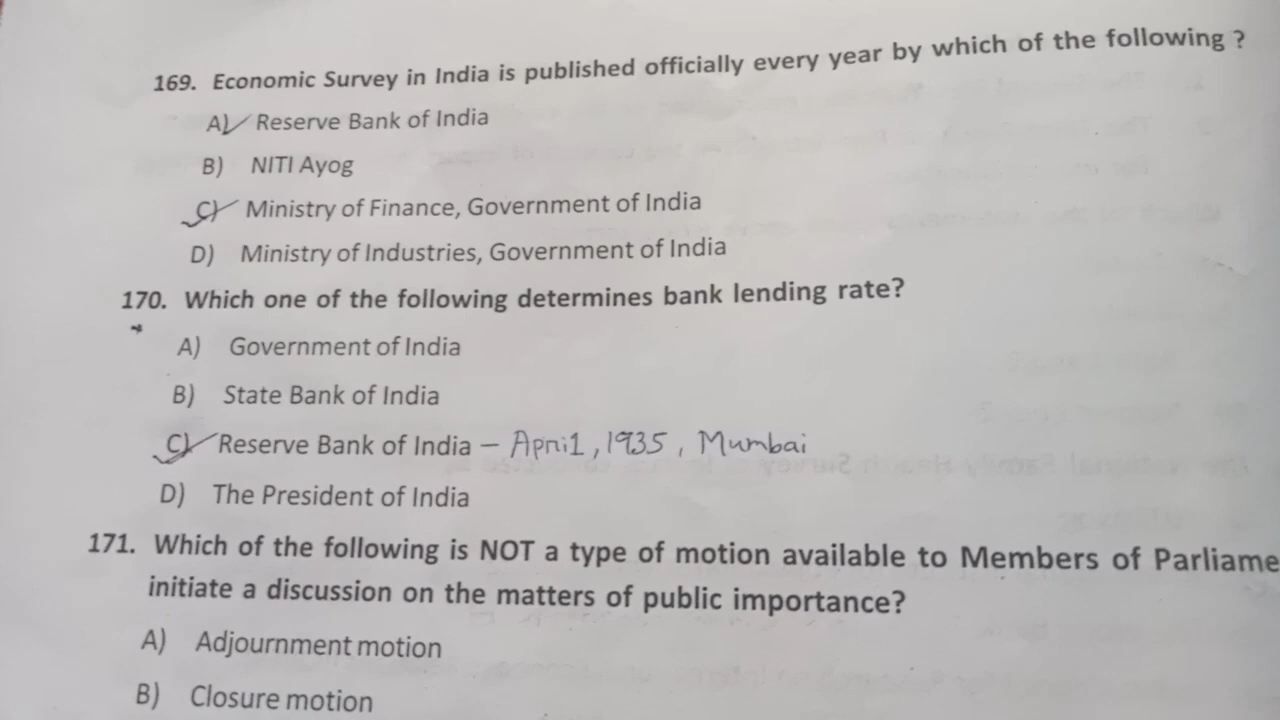 169. Economic Survey in India is published officially every year by which of the following ?
A) Reserve Bank of India
B) NITI Ayog
C) Ministry of Finance, Government of India
D) Ministry of Industries, Government of India
170. Which one of the following determines bank lending rate?
A) Government of India
B) State Bank of India
C) Reserve Bank of India – April, 1935, Mumbai
D) The President of India
171. Which of the following is NOT a type of motion available to Members of Parliame
initiate a discussion on the matters of public importance?
A) Adjournment motion
B) Closure motion